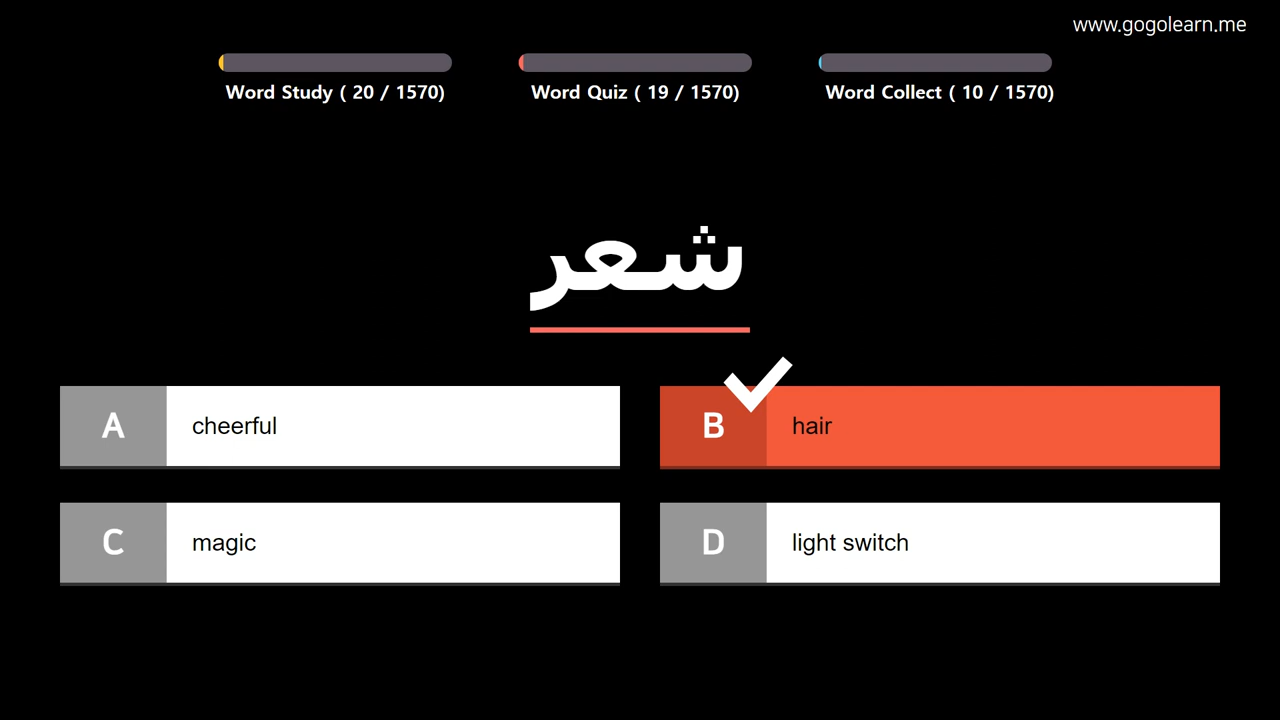 www.gogolearn.me
Word Study ( 20 / 1570)
Word Quiz ( 19 / 1570)
Word Collect ( 10 / 1570)
شعر
A cheerful
B hair
C magic
D light switch